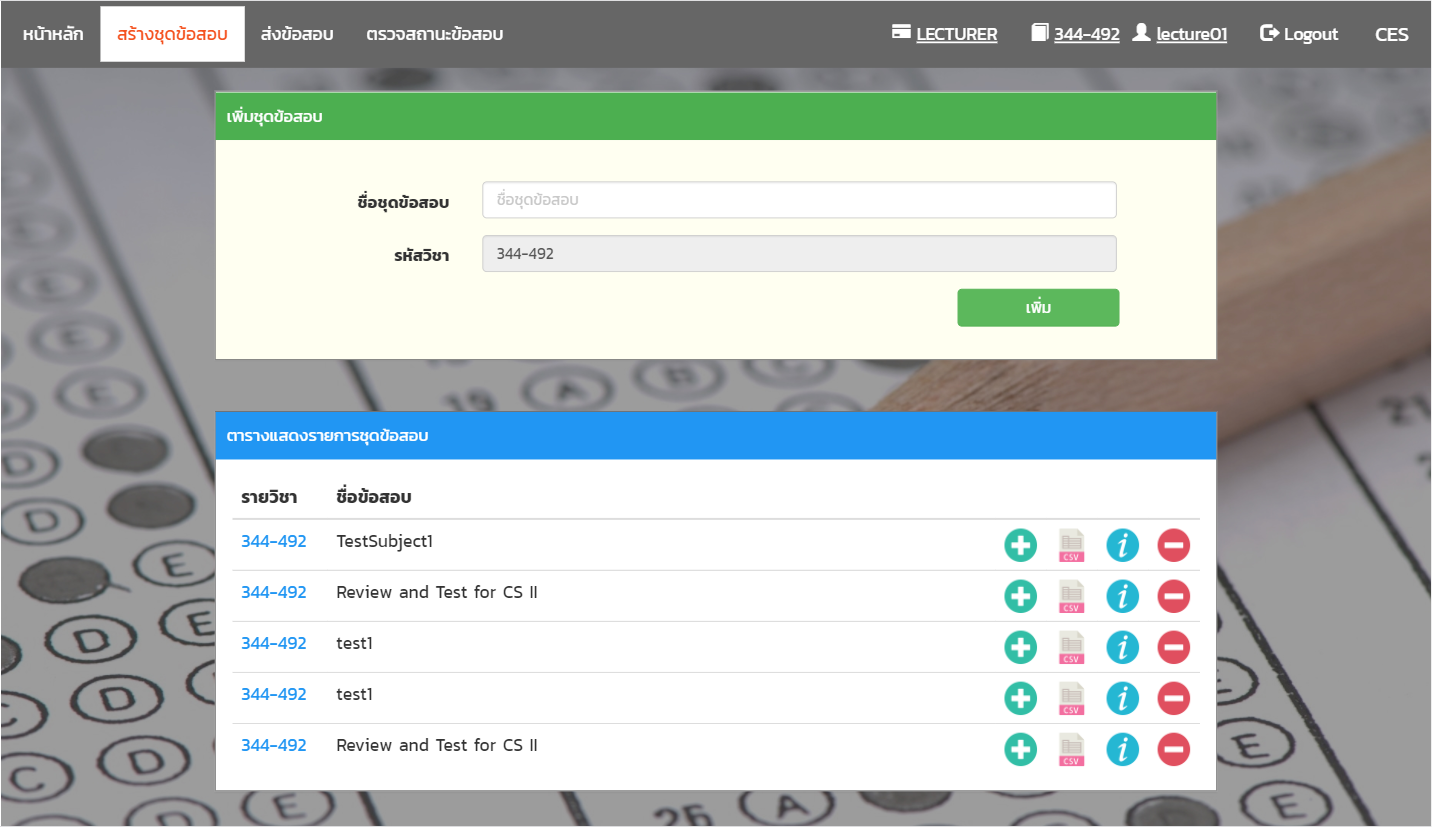 หน้าหลัก สร้างชุดข้อสอบ ส่งข้อสอบ ตรวจสถานะข้อสอบ LECTURER 344-492 lecture01 Logout CES
เพิ่มชุดข้อสอบ
ชื่อชุดข้อสอบ ชื่อชุดข้อสอบ
รหัสวิชา 344-492
เพิ่ม
ตารางแสดงรายการชุดข้อสอบ
รายวิชา ชื่อข้อสอบ
344-492 TestSubject1 CSV i
344-492 Review and Test for CS II CSV i
344-492 test1 CSV i
344-492 test1 CSV i
344-492 Review and Test for CS II CSV i